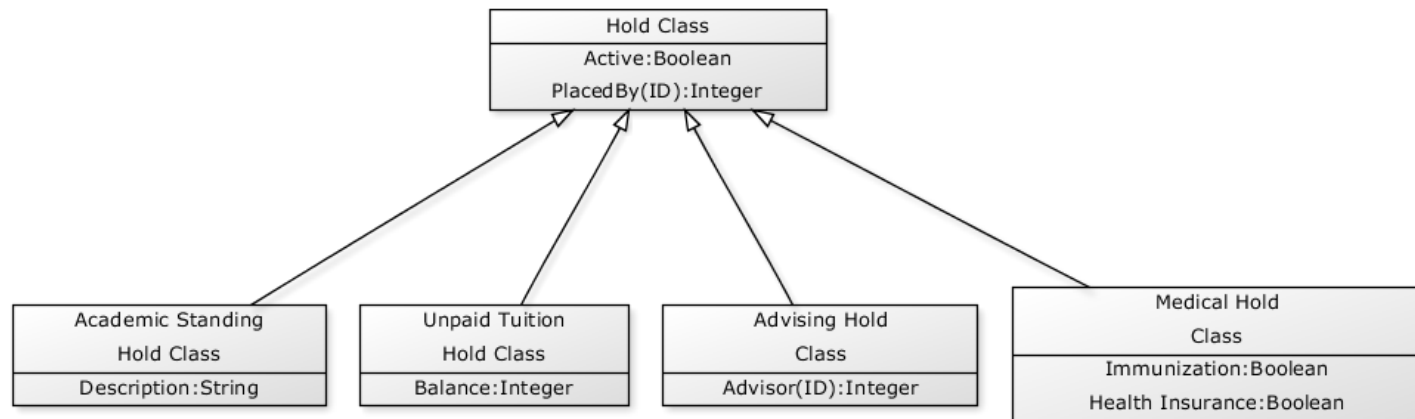 Hold Class
Active:Boolean
PlacedBy(ID):Integer
Academic Standing
Hold Class
Description:String
Unpaid Tuition
Hold Class
Balance:Integer
Advising Hold
Class
Advisor(ID):Integer
Medical Hold
Class
Immunization:Boolean
Health Insurance:Boolean